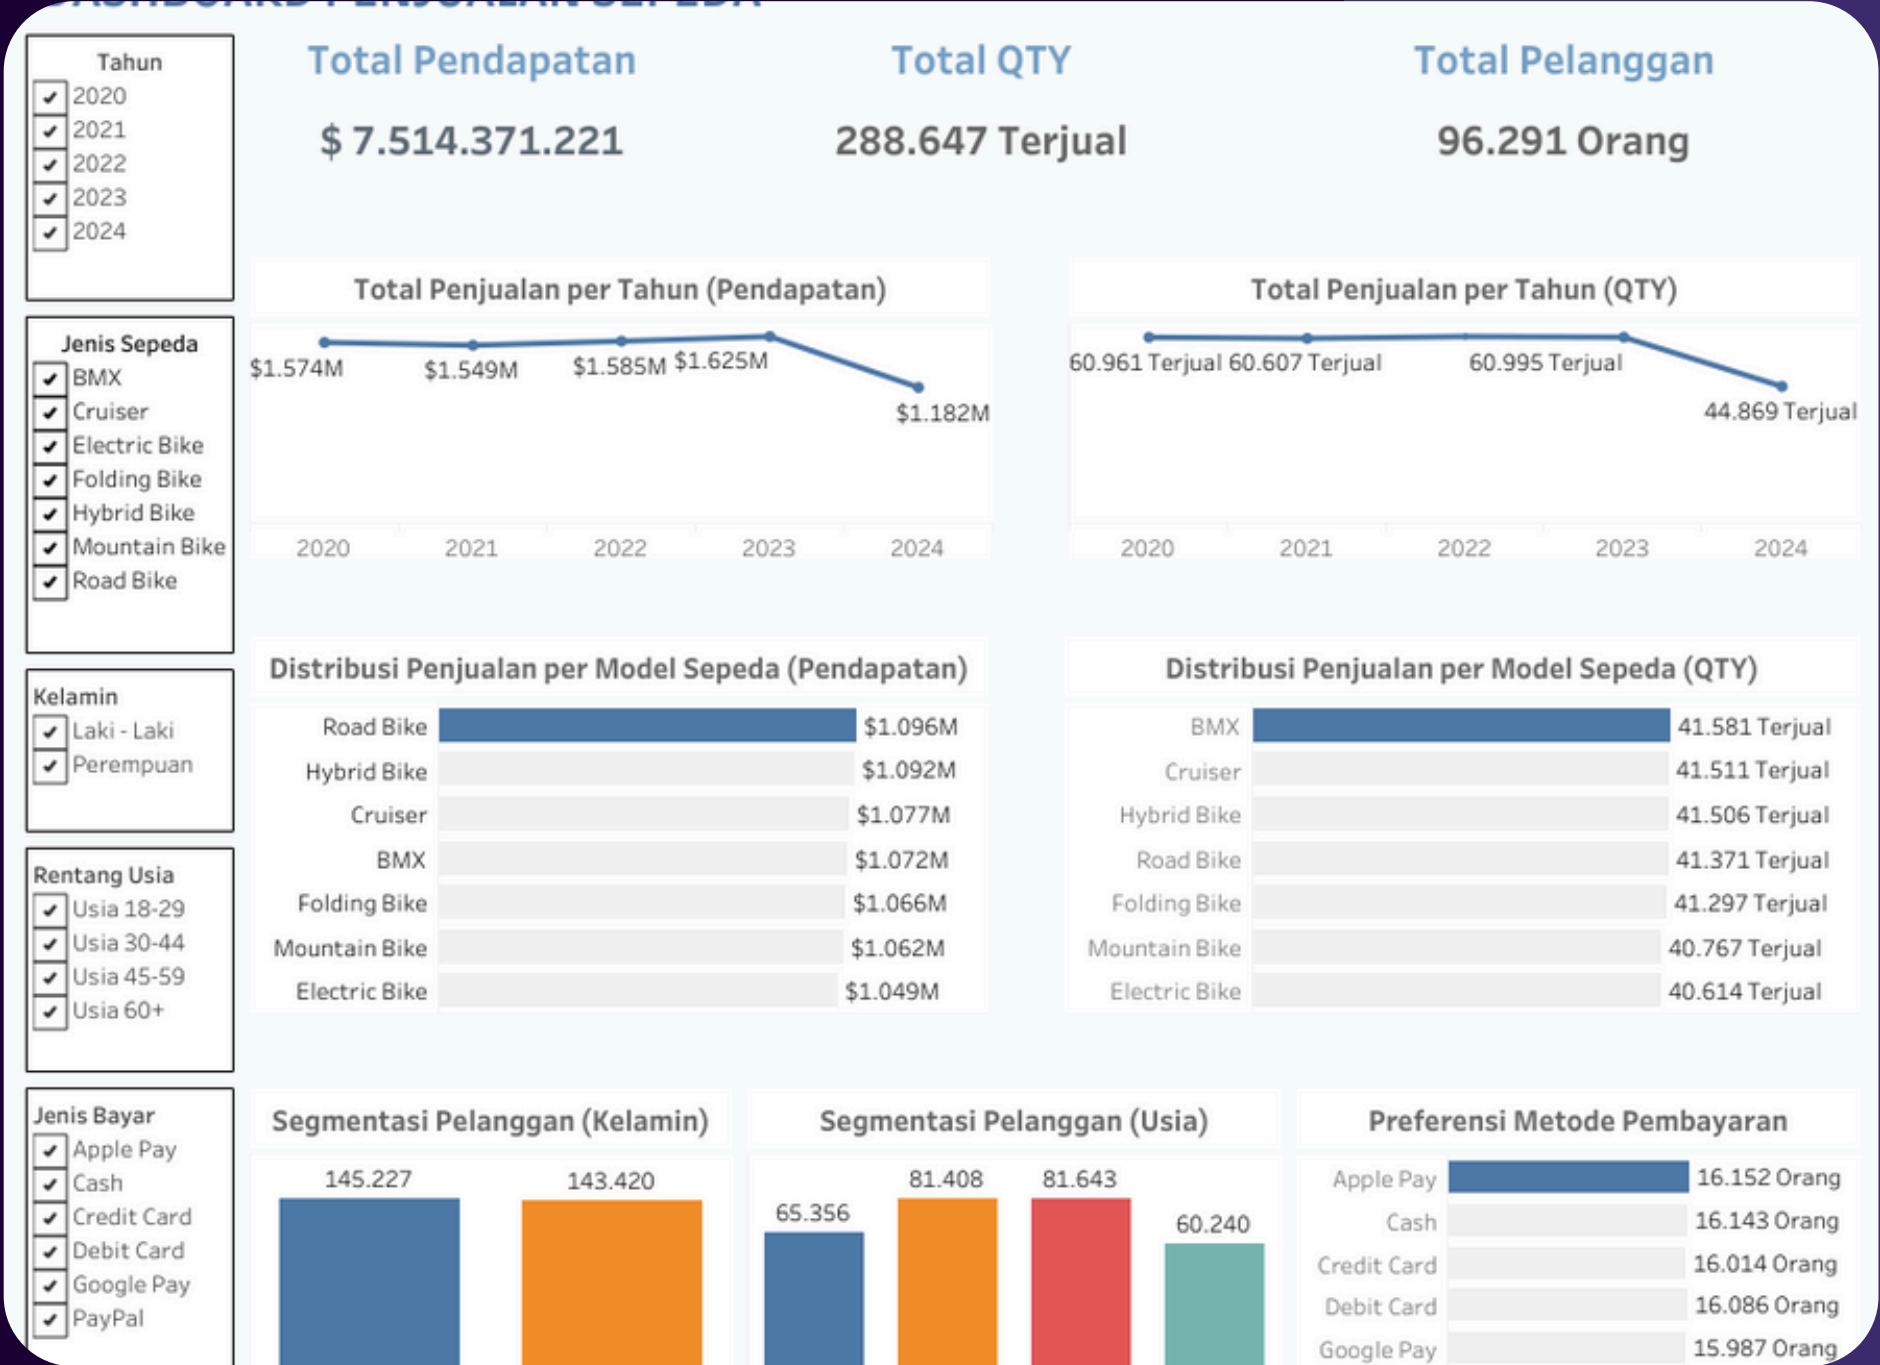 DASHBOARD PENJUALAN SEPEDA
Tahun
2020
2021
2022
2023
2024
Jenis Sepeda
BMX
Cruiser
Electric Bike
Folding Bike
Hybrid Bike
Mountain Bike
Road Bike
Kelamin
Laki - Laki
Perempuan
Rentang Usia
Usia 18-29
Usia 30-44
Usia 45-59
Usia 60+
Jenis Bayar
Apple Pay
Cash
Credit Card
Debit Card
Google Pay
PayPal
Total Pendapatan
$ 7.514.371.221
Total QTY
288.647 Terjual
Total Pelanggan
96.291 Orang
Total Penjualan per Tahun (Pendapatan)
$1.574M $1.549M $1.585M $1.625M $1.182M
2020 2021 2022 2023 2024
Total Penjualan per Tahun (QTY)
60.961 Terjual 60.607 Terjual 60.995 Terjual 44.869 Terjual
2020 2021 2022 2023 2024
Distribusi Penjualan per Model Sepeda (Pendapatan)
Road Bike $1.096M
Hybrid Bike $1.092M
Cruiser $1.077M
BMX $1.072M
Folding Bike $1.066M
Mountain Bike $1.062M
Electric Bike $1.049M
Distribusi Penjualan per Model Sepeda (QTY)
BMX 41.581 Terjual
Cruiser 41.511 Terjual
Hybrid Bike 41.506 Terjual
Road Bike 41.371 Terjual
Folding Bike 41.297 Terjual
Mountain Bike 40.767 Terjual
Electric Bike 40.614 Terjual
Segmentasi Pelanggan (Kelamin)
145.227 143.420
Segmentasi Pelanggan (Usia)
65.356 81.408 81.643 60.240
Preferensi Metode Pembayaran
Apple Pay 16.152 Orang
Cash 16.143 Orang
Credit Card 16.014 Orang
Debit Card 16.086 Orang
Google Pay 15.987 Orang